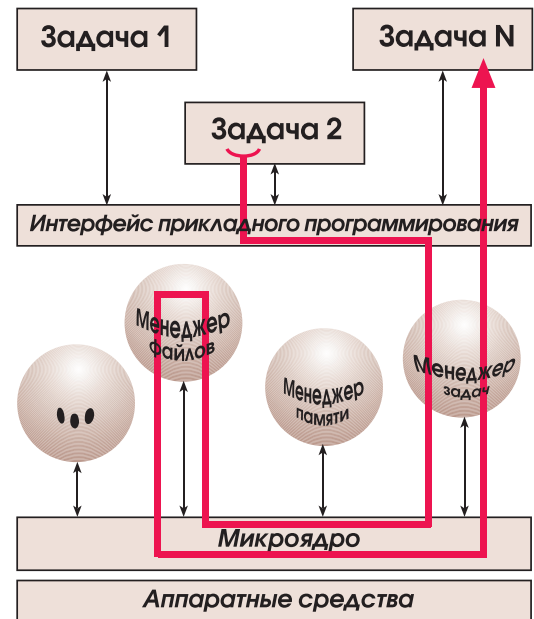 Задача 1
Задача N
Задача 2
Интерфейс прикладного программирования
Менеджер
файлов
Менеджер
задач
Менеджер
памяти
...
Микроядро
Аппаратные средства